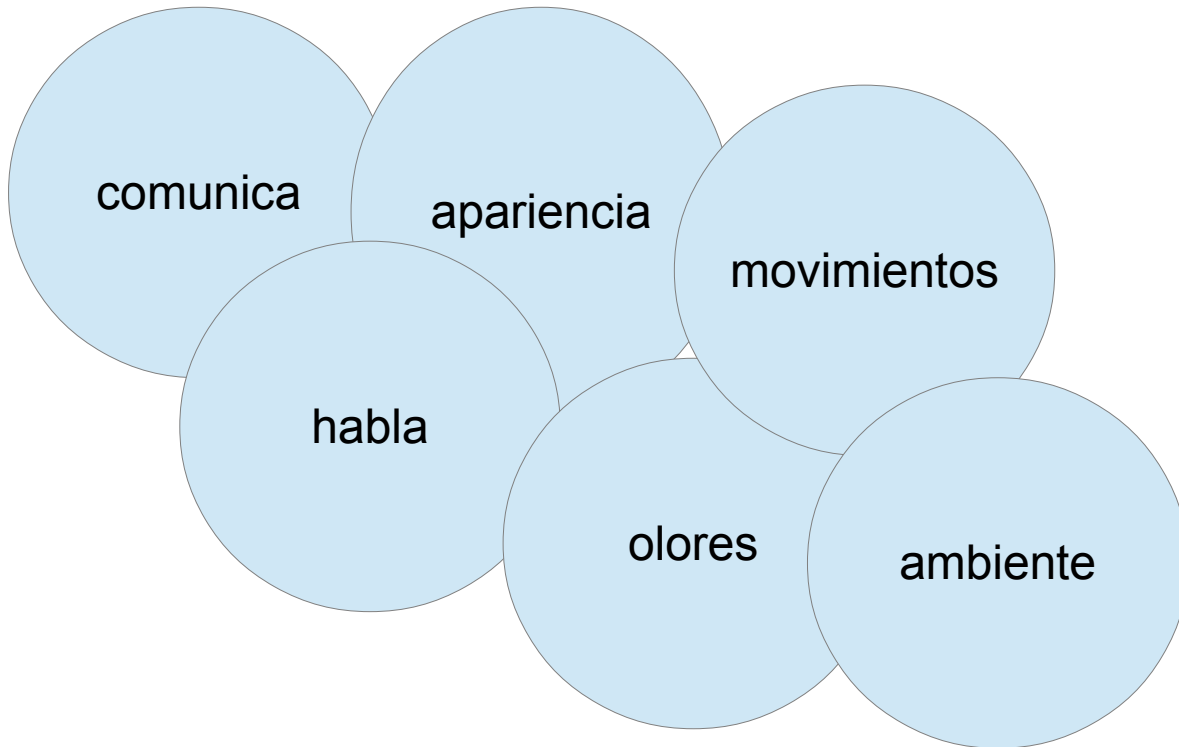 comunica
apariencia
movimientos
habla
olores
ambiente